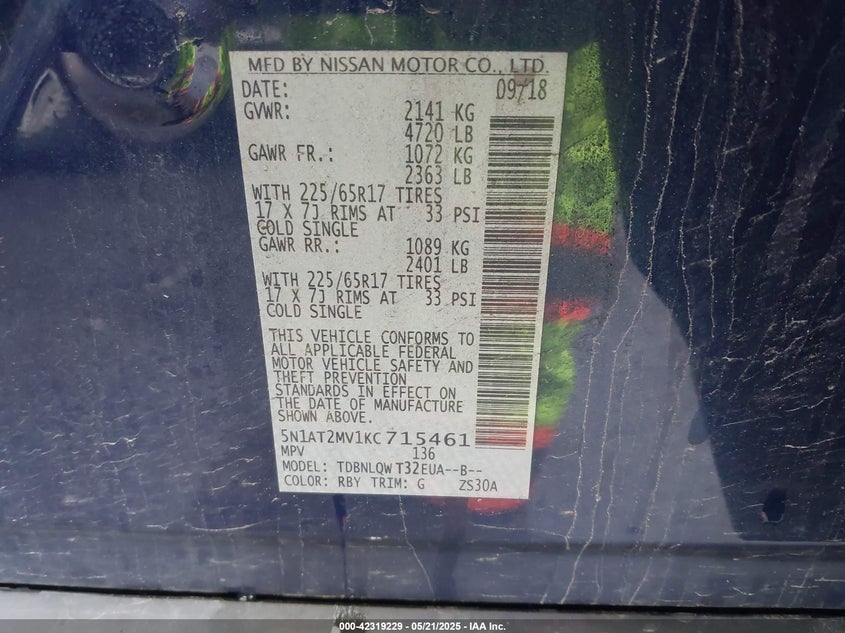 MFD BY NISSAN MOTOR CO., LTD.
DATE: 09/18
GVWR: 2141 KG
4720 LB
GAWR FR.: 1072 KG
2363 LB
WITH 225/65R17 TIRES
17 X 7J RIMS AT 33 PSI
COLD SINGLE
GAWR RR.: 1089 KG
2401 LB
WITH 225/65R17 TIRES
17 X 7J RIMS AT 33 PSI
COLD SINGLE
THIS VEHICLE CONFORMS TO
ALL APPLICABLE FEDERAL
MOTOR VEHICLE SAFETY AND
THEFT PREVENTION
STANDARDS IN EFFECT ON
THE DATE OF MANUFACTURE
SHOWN ABOVE.
5N1AT2MV1KC715461
MPV 136
MODEL: TDBNLQW T32EUA--B--
COLOR: RBY TRIM: G ZS30A
000-42319229 - 05/21/2025 - IAA Inc.